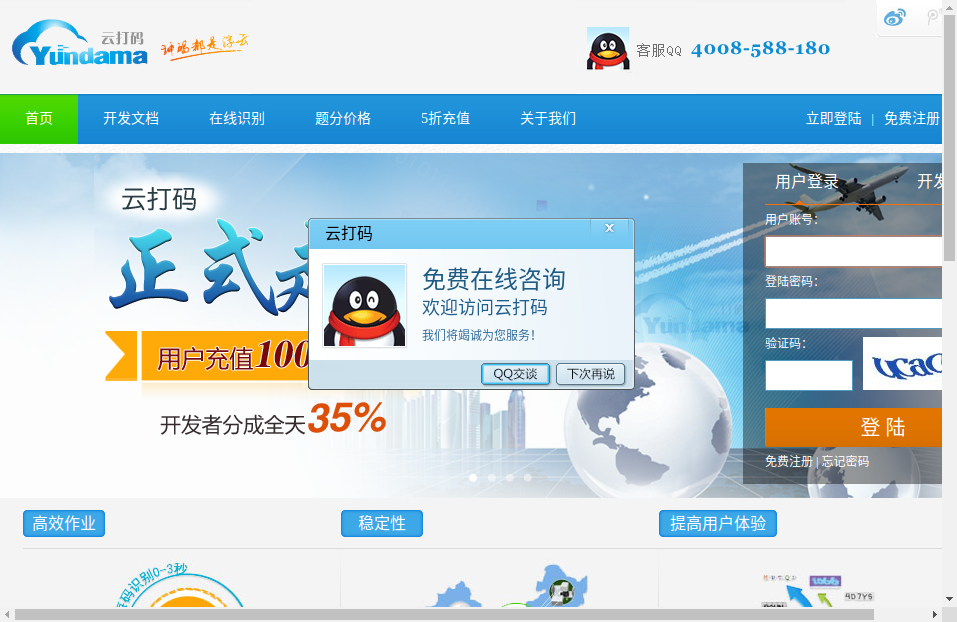 云打码
Yundama
神马都是浮云
客服QQ 4008-588-180
首页 开发文档 在线识别 题分价格 5折充值 关于我们 立即登陆 | 免费注册
云打码
正式
用户充值100
开发者分成全天35%
云打码 x
免费在线咨询
欢迎访问云打码
我们将竭诚为您服务!
QQ交谈 下次再说
Yundama
用户登录 开发
用户账号:
登陆密码:
验证码:
登 陆
免费注册 | 忘记密码
高效作业 稳定性 提高用户体验
码识别0~3秒
4D7YS